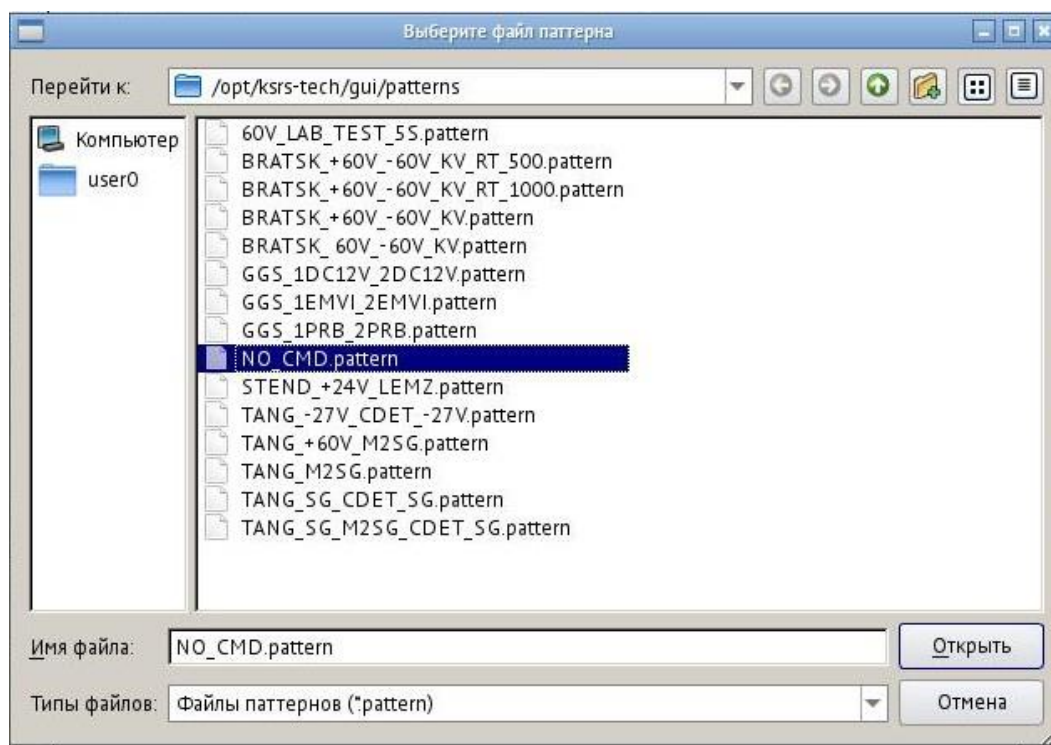 Выберите файл паттерна
Перейти к: /opt/ksrs-tech/gui/patterns
Компьютер
user0
60V_LAB_TEST_5S.pattern
BRATSK_+60V_-60V_KV_RT_500.pattern
BRATSK_+60V_-60V_KV_RT_1000.pattern
BRATSK_+60V_-60V_KV.pattern
BRATSK_ 60V_-60V_KV.pattern
GGS_1DC12V_2DC12V.pattern
GGS_1EMVI_2EMVI.pattern
GGS_1PRB_2PRB.pattern
NO_CMD.pattern
STEND_+24V_LEMZ.pattern
TANG_-27V_CDET_-27V.pattern
TANG_+60V_M2SG.pattern
TANG_M2SG.pattern
TANG_SG_CDET_SG.pattern
TANG_SG_M2SG_CDET_SG.pattern
Имя файла: NO_CMD.pattern Открыть
Типы файлов: Файлы паттернов (*.pattern) Отмена